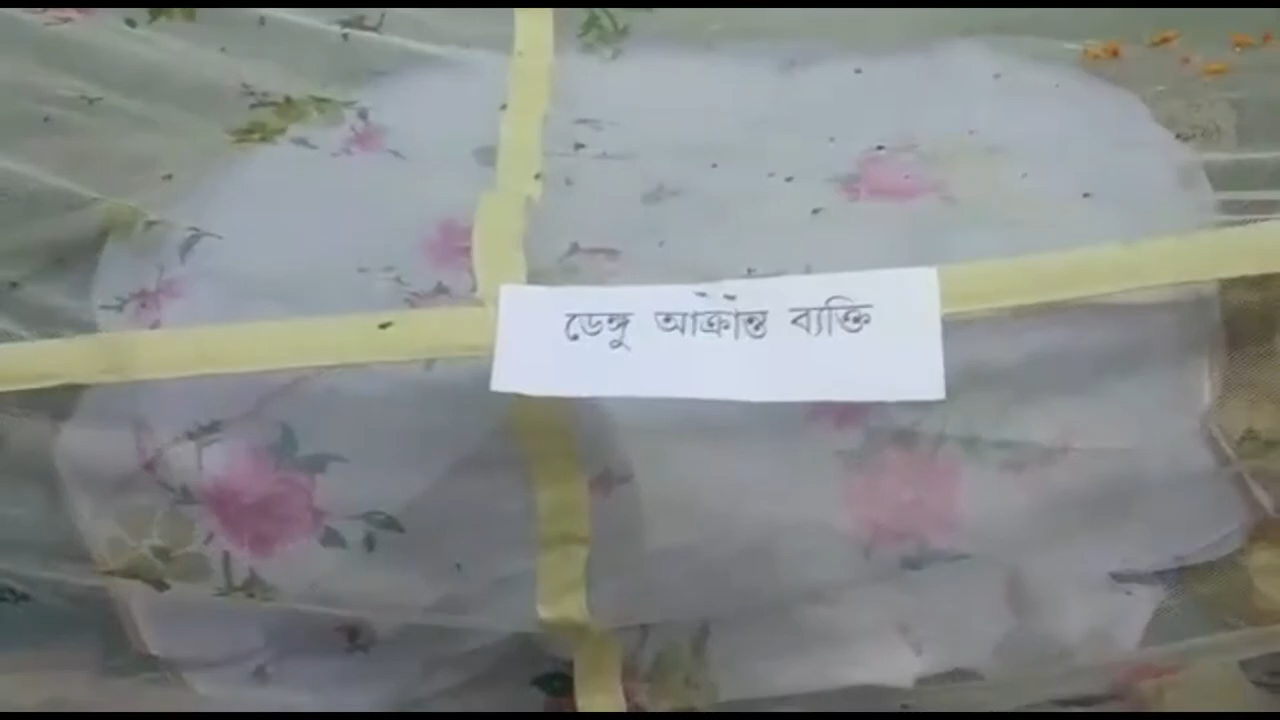 ডেঙ্গু আক্রান্ত ব্যক্তি